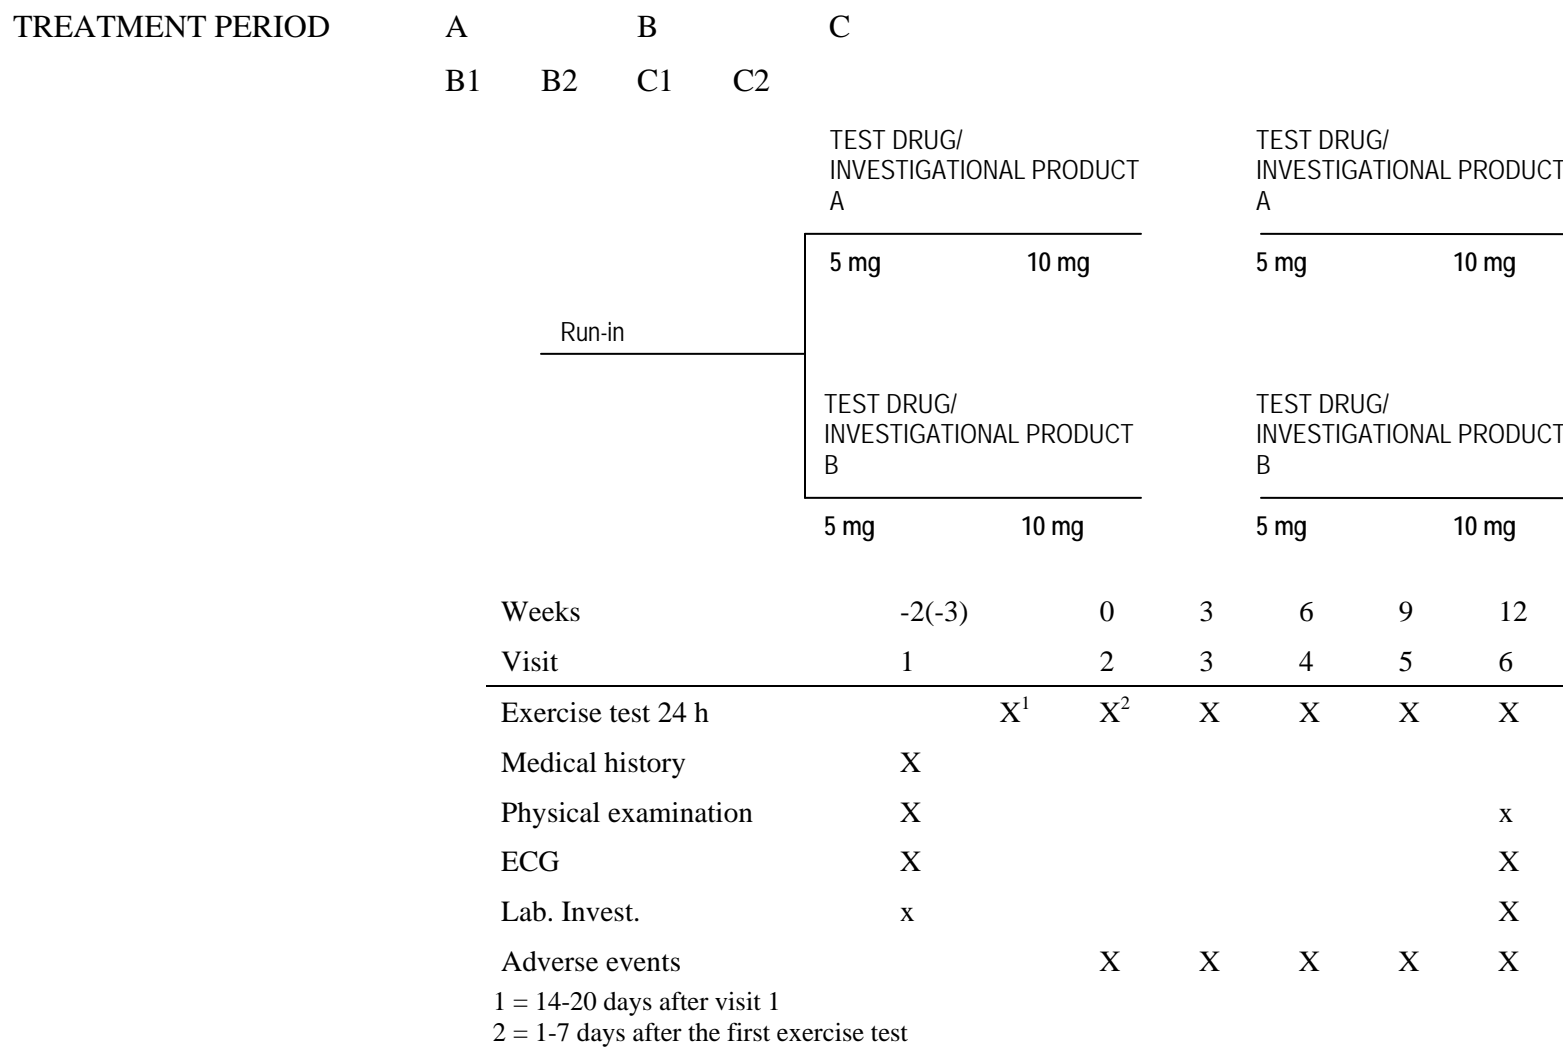 TREATMENT PERIOD A B C
B1 B2 C1 C2
TEST DRUG/ TEST DRUG/
INVESTIGATIONAL PRODUCT INVESTIGATIONAL PRODUCT
A A
5 mg 10 mg 5 mg 10 mg
Run-in
TEST DRUG/ TEST DRUG/
INVESTIGATIONAL PRODUCT INVESTIGATIONAL PRODUCT
B B
5 mg 10 mg 5 mg 10 mg
Weeks -2(-3) 0 3 6 9 12
Visit 1 2 3 4 5 6
Exercise test 24 h X¹ X² X X X X
Medical history X
Physical examination X x
ECG X X
Lab. Invest. x X
Adverse events X X X X X
1 = 14-20 days after visit 1
2 = 1-7 days after the first exercise test